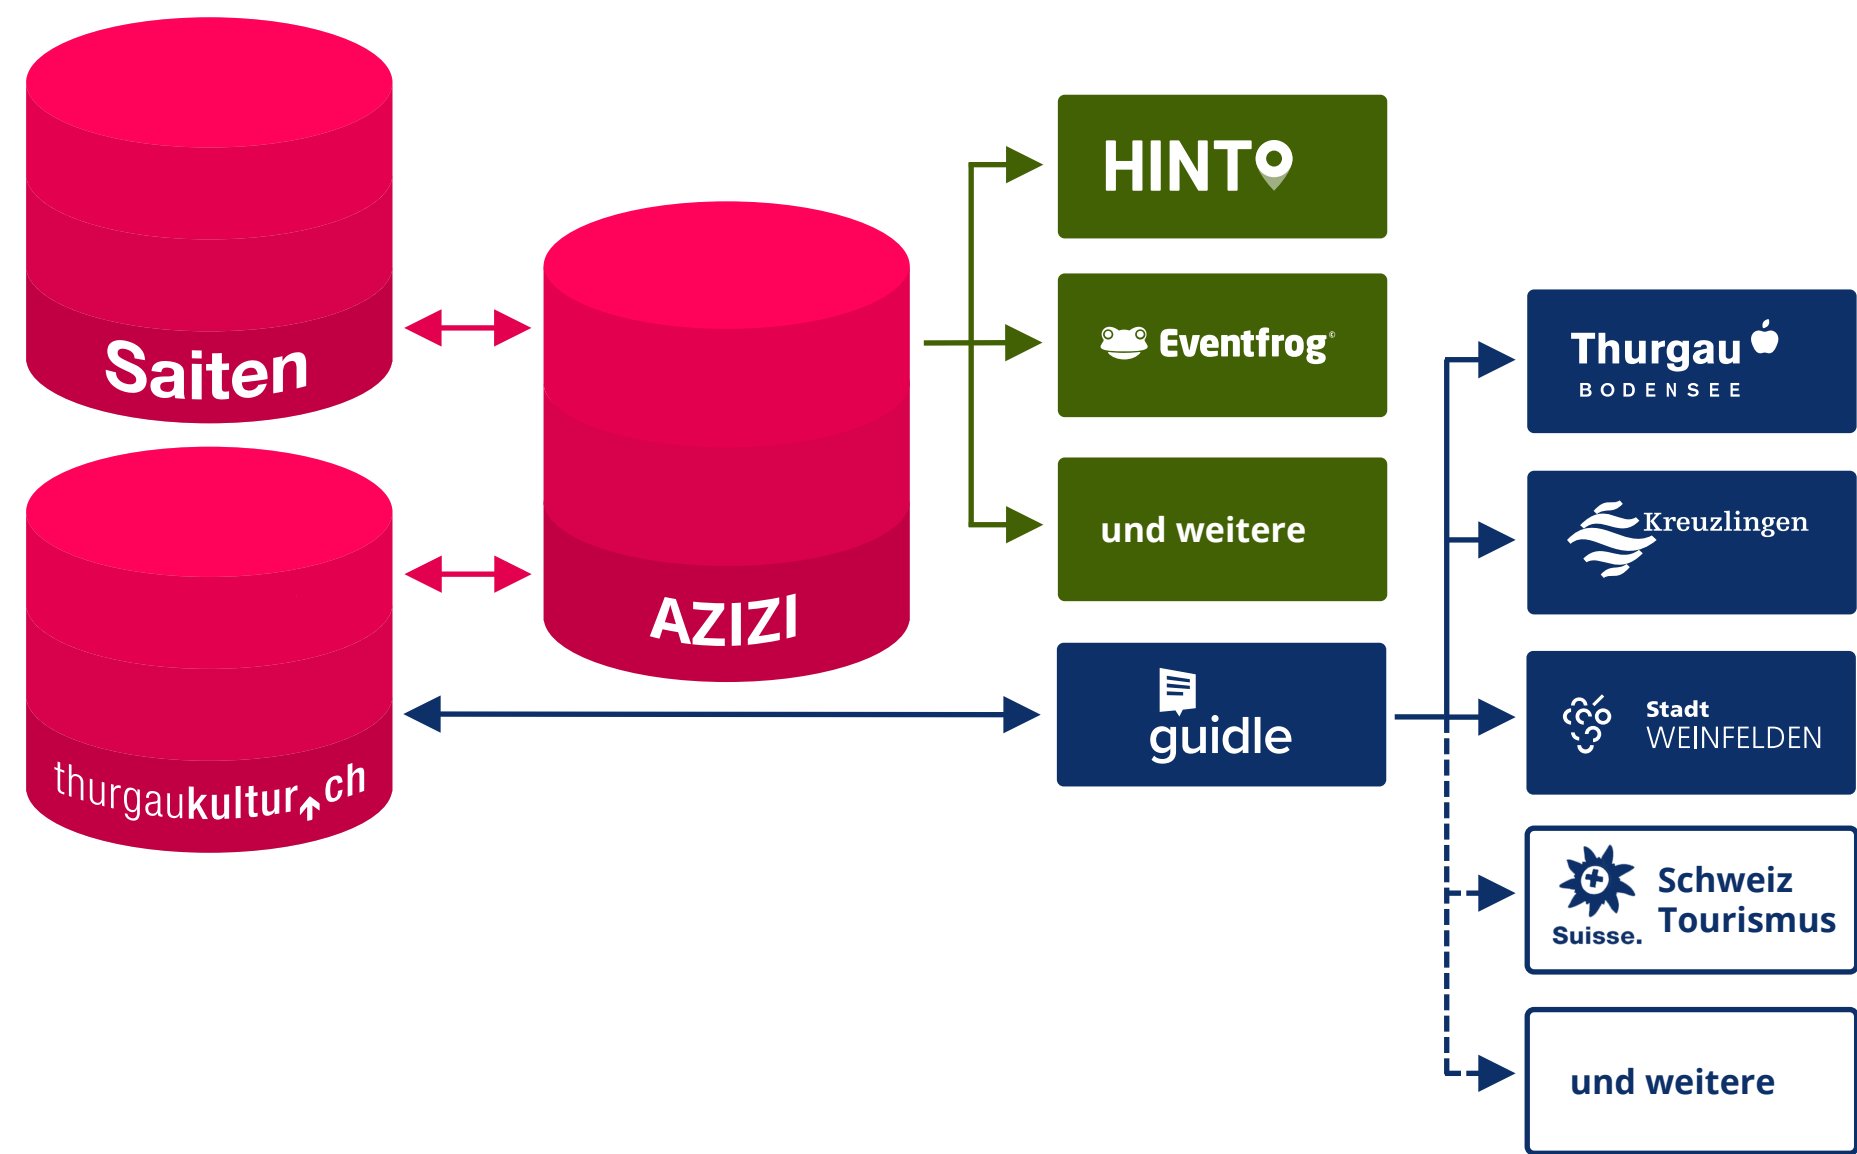 Saiten
thurgaukultur.ch
AZIZI
HINTO
Eventfrog©
und weitere
guidle
Thurgau
BODENSEE
Kreuzlingen
Stadt
WEINFELDEN
Suisse.
Schweiz
Tourismus
und weitere